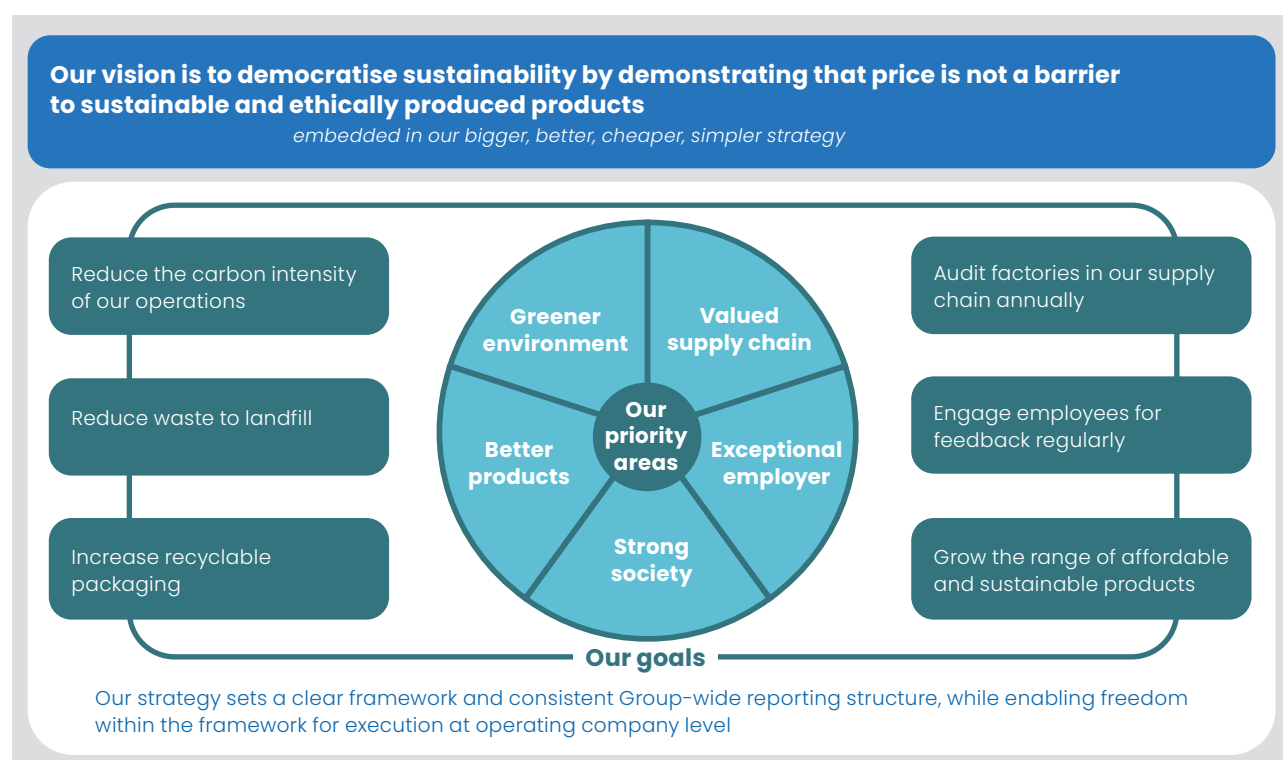 Our vision is to democratise sustainability by demonstrating that price is not a barrier
to sustainable and ethically produced products
embedded in our bigger, better, cheaper, simpler strategy
Reduce the carbon intensity
of our operations
Reduce waste to landfill
Increase recyclable
packaging
Greener
environment
Valued
supply chain
Our
priority
areas
Better
products
Exceptional
employer
Strong
society
Audit factories in our supply
chain annually
Engage employees for
feedback regularly
Grow the range of affordable
and sustainable products
Our goals
Our strategy sets a clear framework and consistent Group-wide reporting structure, while enabling freedom
within the framework for execution at operating company level